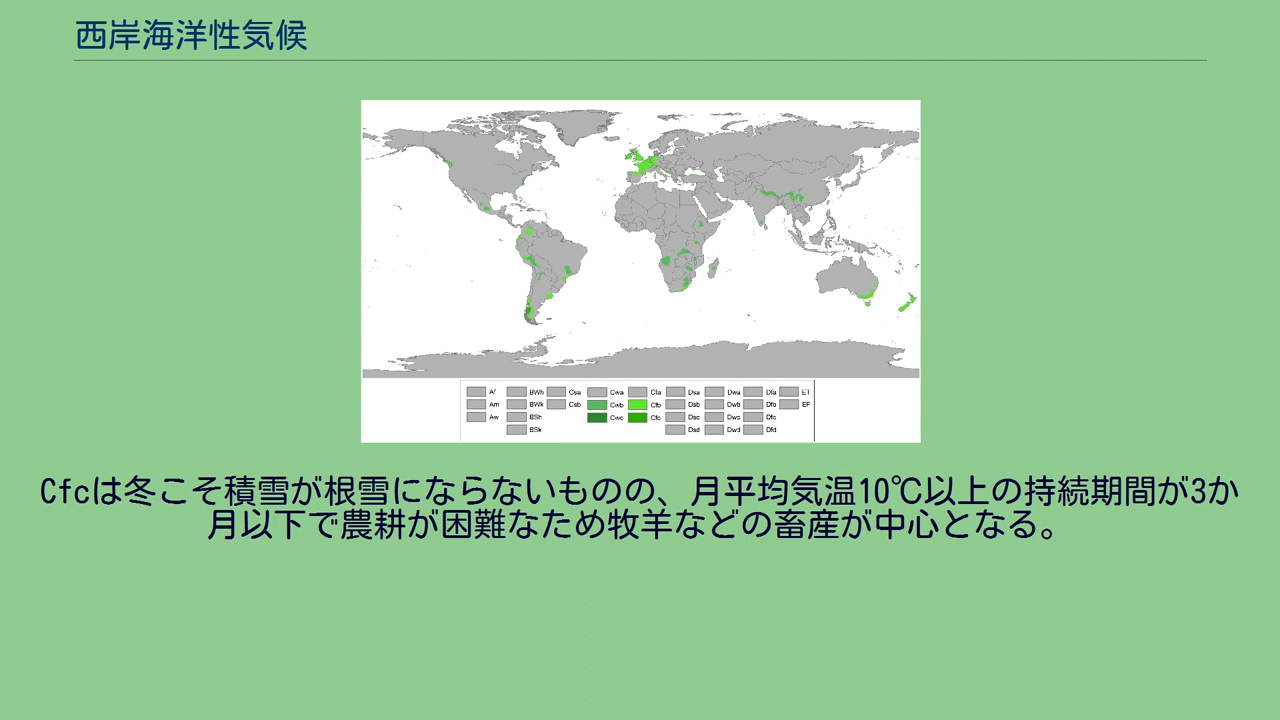 西岸海洋性気候
Af BWh Csa Cwa Cfa Dsa Dwa Dfa ET
Am BWk Csb Cwb Cfb Dsb Dwb Dfb EF
Aw BSh Cwc Cfc Dsc Dwc Dfc
BSk Dsd Dwd Dfd
Cfcは冬こそ積雪が根雪にならないものの、月平均気温10℃以上の持続期間が3か
月以下で農耕が困難なため牧羊などの畜産が中心となる。